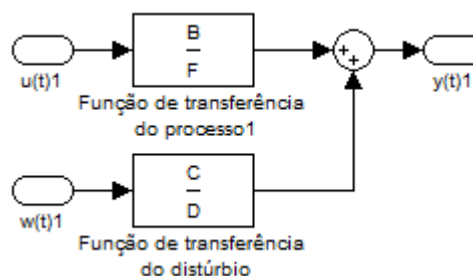 B
F
u(t)1
Função de transferência
do processo1
+
+
y(t)1
C
D
w(t)1
Função de transferência
do distúrbio